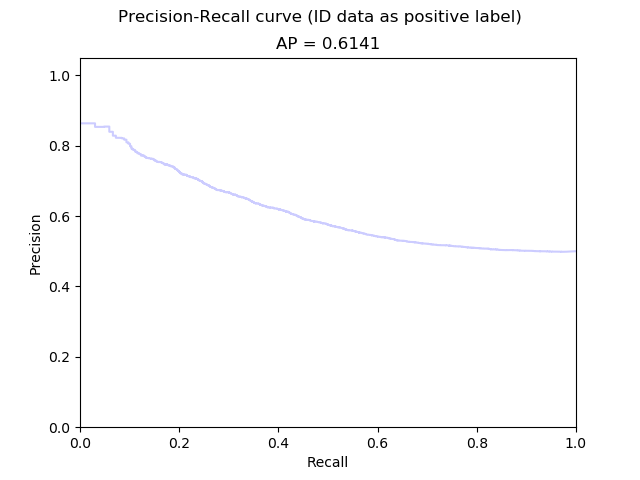 Precision-Recall curve (ID data as positive label)
AP = 0.6141
1.0
0.8
0.6
0.4
0.2
0.0
Precision
0.0 0.2 0.4 0.6 0.8 1.0
Recall